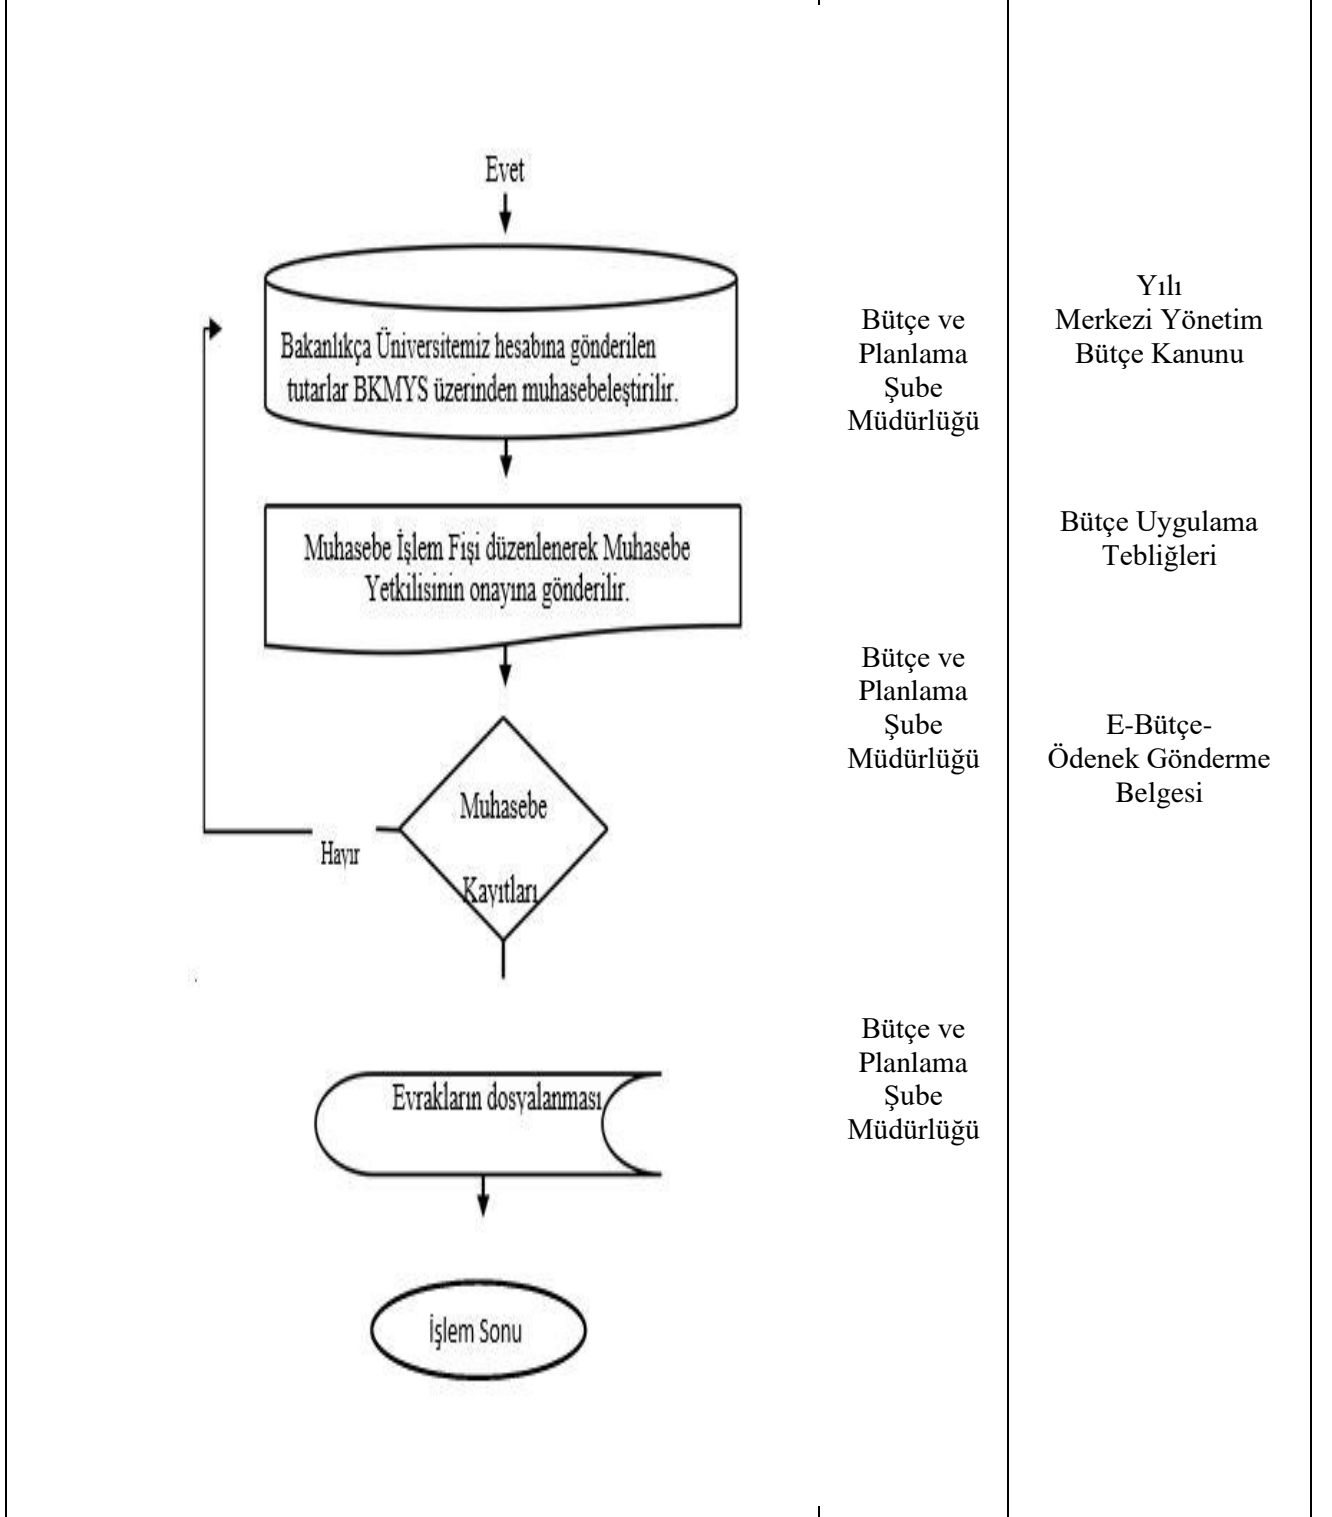 Evet
Bakanlıkça Üniversitemiz hesabına gönderilen
tutarlar BKMYS üzerinden muhasebeleştirilir.
Muhasebe İşlem Fişi düzenlenerek Muhasebe
Yetkilisinin onayına gönderilir.
Muhasebe
Kayıtları
Hayır
Evrakların dosyalanması
İşlem Sonu
Bütçe ve
Planlama
Şube
Müdürlüğü
Bütçe ve
Planlama
Şube
Müdürlüğü
Bütçe ve
Planlama
Şube
Müdürlüğü
Yılı
Merkezi Yönetim
Bütçe Kanunu
Bütçe Uygulama
Tebliğleri
E-Bütçe-
Ödenek Gönderme
Belgesi